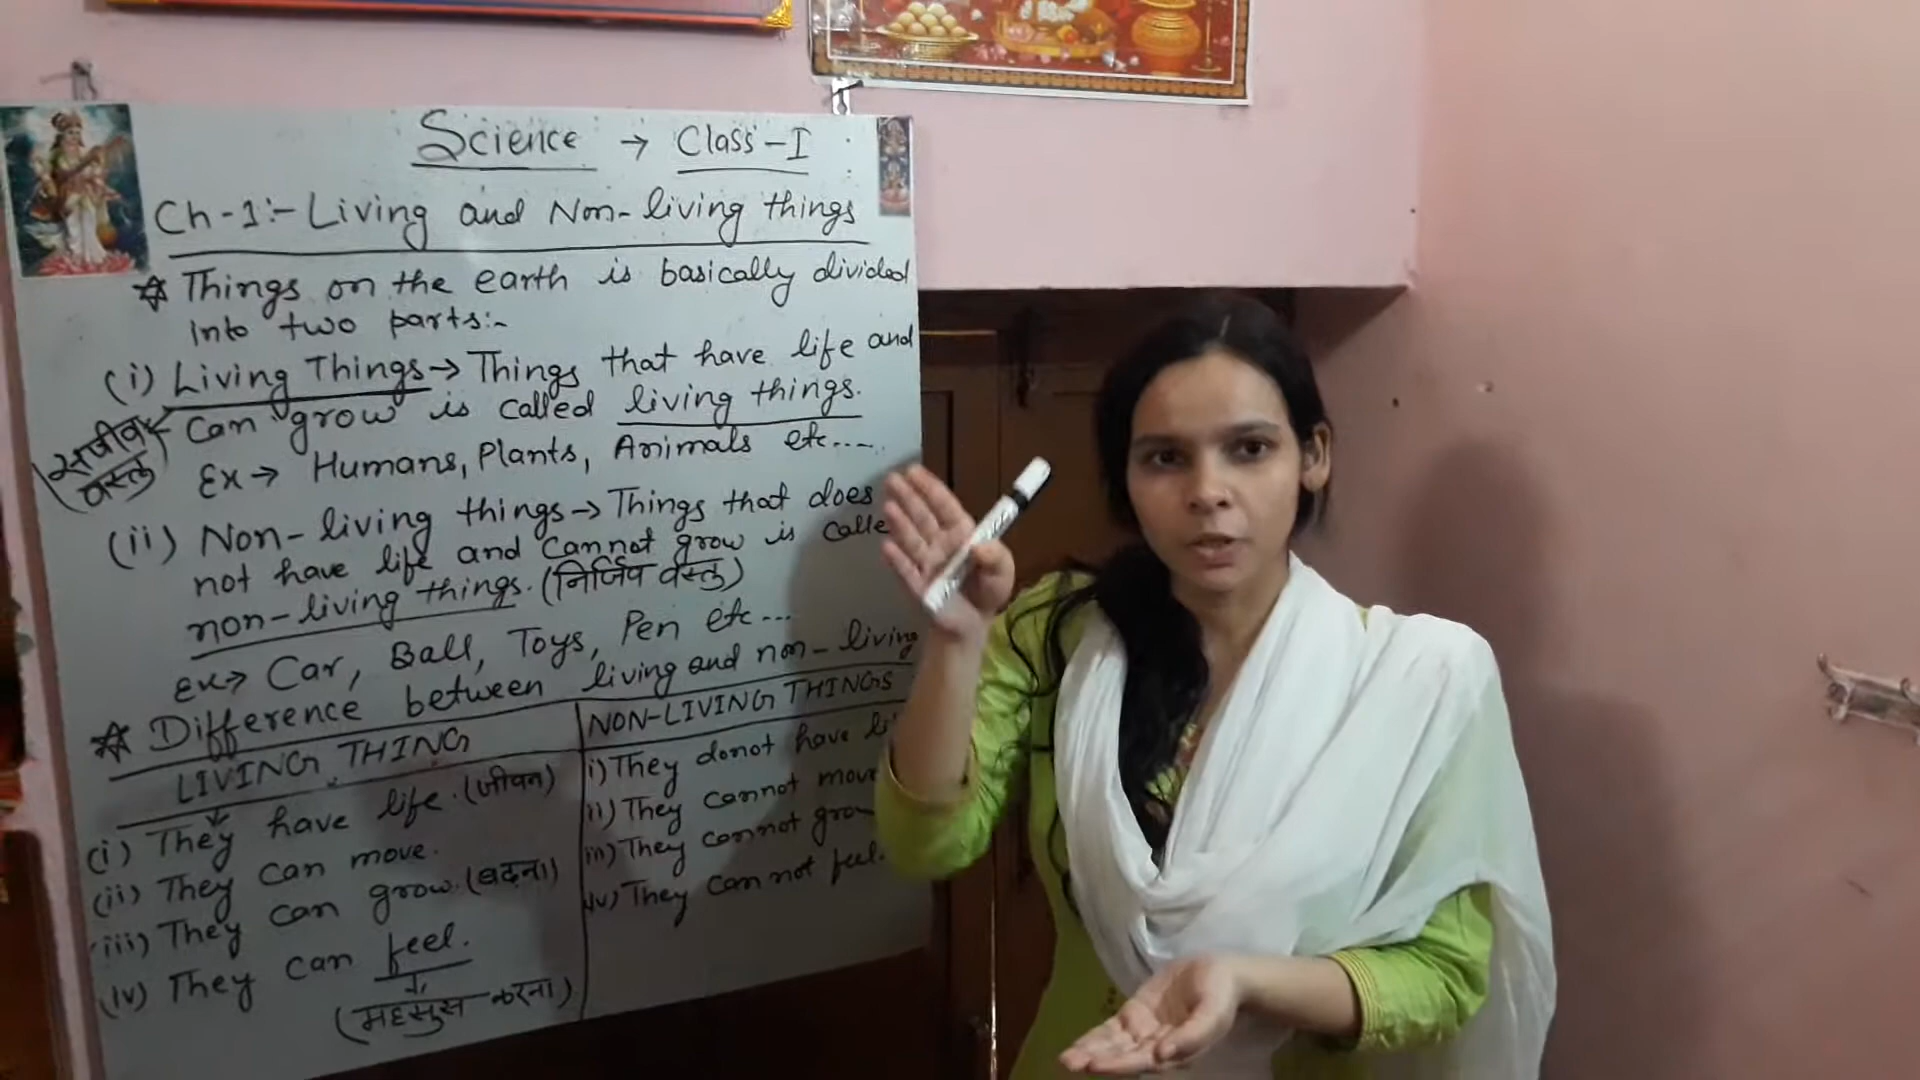 Science → Class-I
Ch-1:- Living and Non-living things
Things on the earth is basically divided
into two parts:-
(i) Living Things → Things that have life and
can grow is called living things.
सजीव वस्तु
Ex → Humans, Plants, Animals etc....
(ii) Non-living things → Things that does
not have life and cannot grow is calle
non-living things. (निर्जिव वस्तु)
Ex → Car, Ball, Toys, Pen etc...
Difference between living and non-living
LIVING THING
(i) They have life. (जीवन)
(ii) They can move.
(iii) They can grow. (बढ़ना)
(iv) They can feel.
(महसुस करना)
NON-LIVING THINGS
i) They donot have li
ii) They cannot move
iii) They cannot grow
iv) They can not feel.